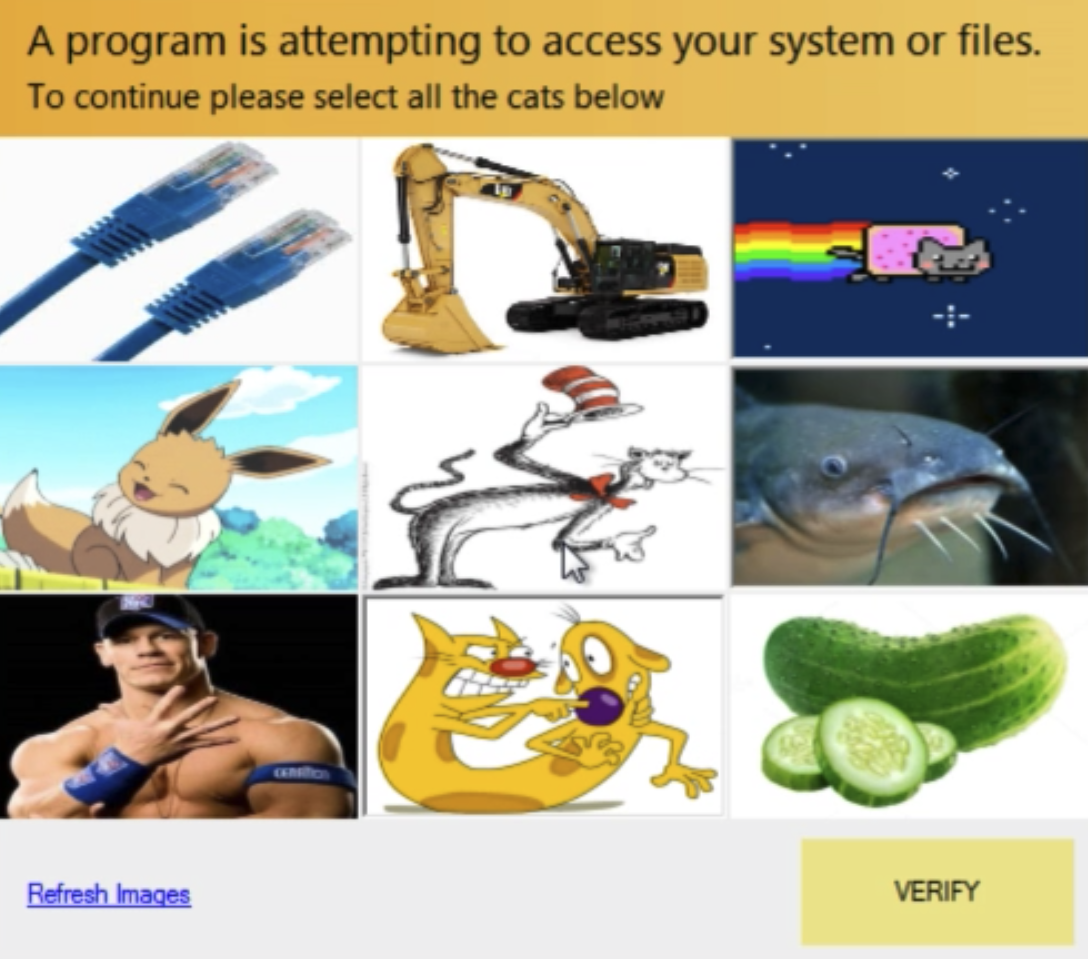 A program is attempting to access your system or files.
To continue please select all the cats below
Refresh Images
VERIFY